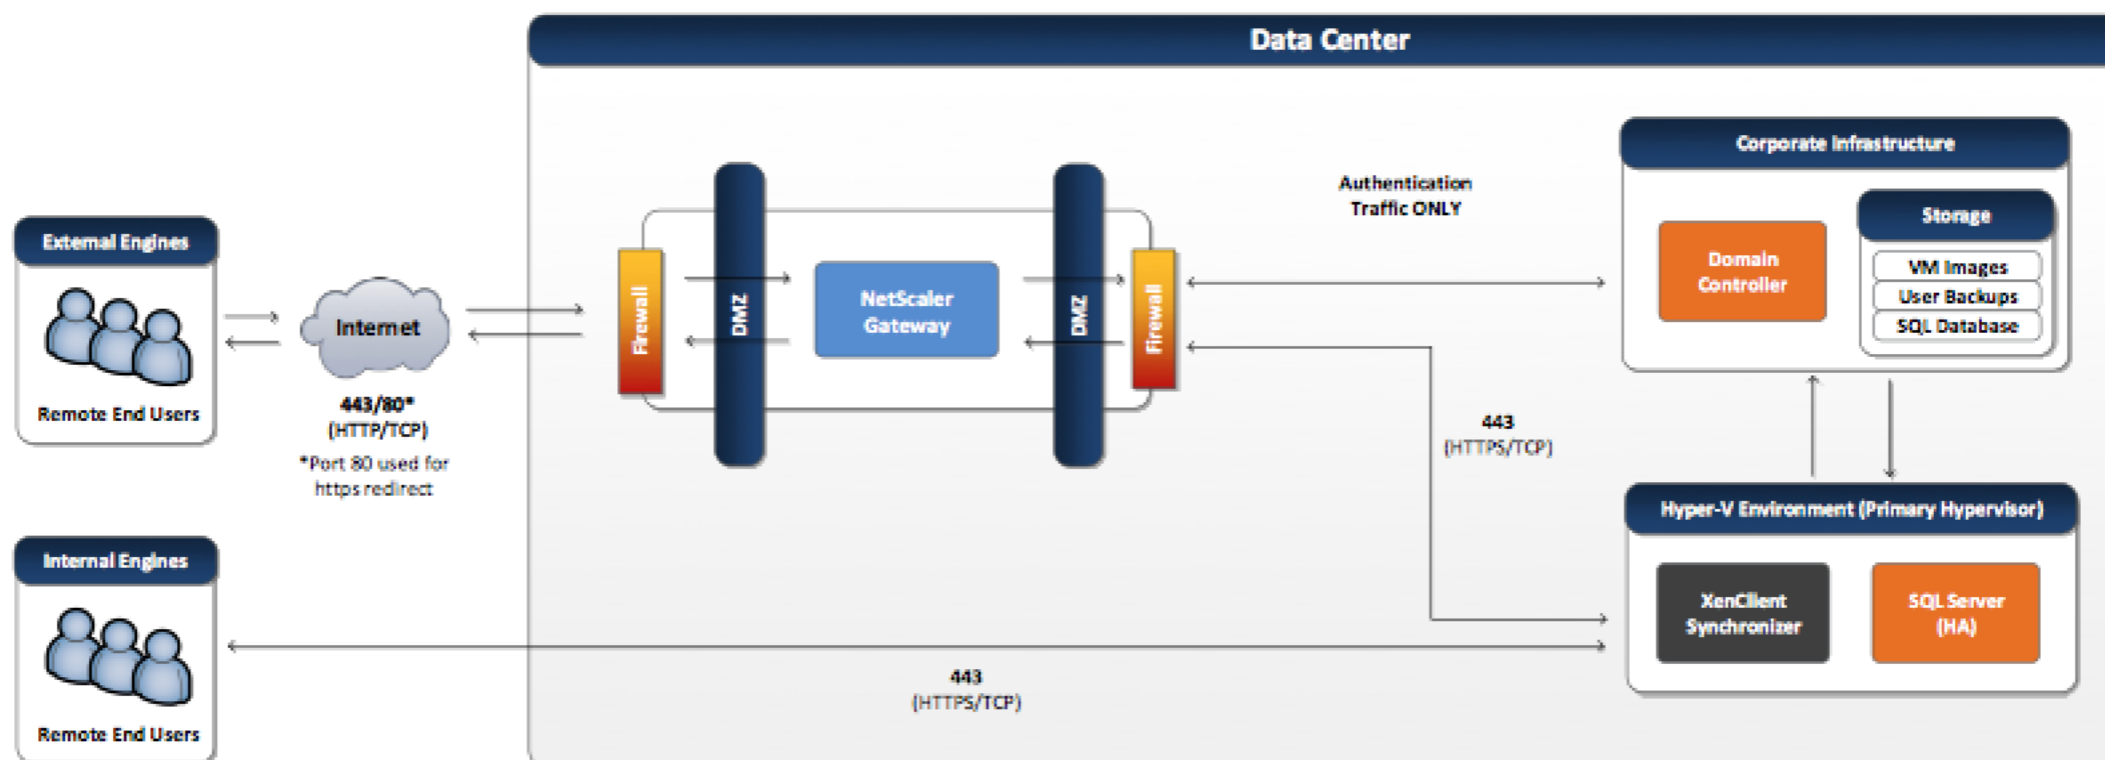 Data Center
External Engines
Remote End Users
Internet
443/80*
(HTTP/TCP)
*Port 80 used for
https redirect
Firewall
DMZ
NetScaler
Gateway
DMZ
Firewall
Authentication
Traffic ONLY
Corporate Infrastructure
Domain
Controller
Storage
VM Images
User Backups
SQL Database
443
(HTTPS/TCP)
Hyper-V Environment (Primary Hypervisor)
XenClient
Synchronizer
SQL Server
(HA)
Internal Engines
Remote End Users
443
(HTTPS/TCP)